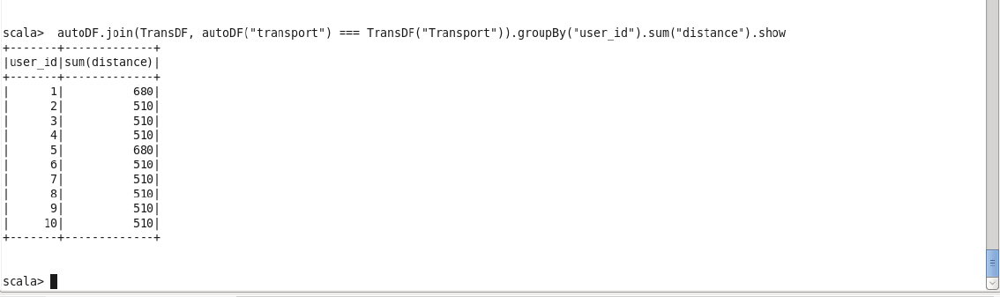 scala>  autoDF.join(TransDF, autoDF("transport") === TransDF("Transport")).groupBy("user_id").sum("distance").show
+-------+-------------+
|user_id|sum(distance)|
+-------+-------------+
|      1|          680|
|      2|          510|
|      3|          510|
|      4|          510|
|      5|          680|
|      6|          510|
|      7|          510|
|      8|          510|
|      9|          510|
|     10|          510|
+-------+-------------+
scala>